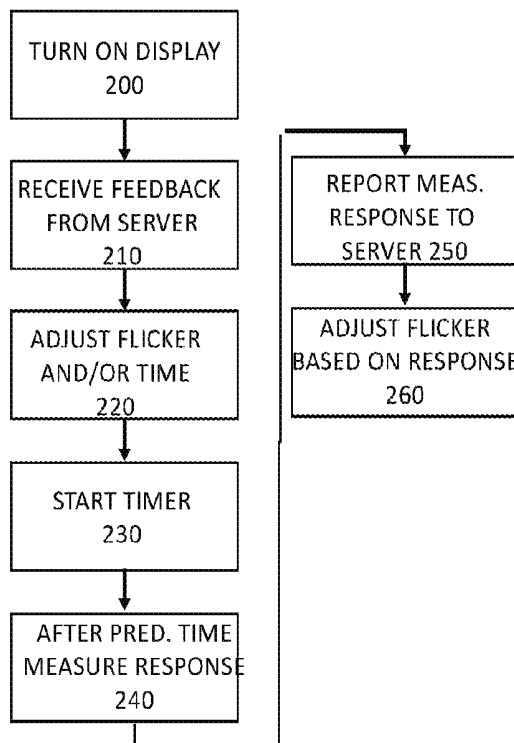 TURN ON DISPLAY
200
RECEIVE FEEDBACK
FROM SERVER
210
ADJUST FLICKER
AND/OR TIME
220
START TIMER
230
AFTER PRED. TIME
MEASURE RESPONSE
240
REPORT MEAS.
RESPONSE TO
SERVER 250
ADJUST FLICKER
BASED ON RESPONSE
260